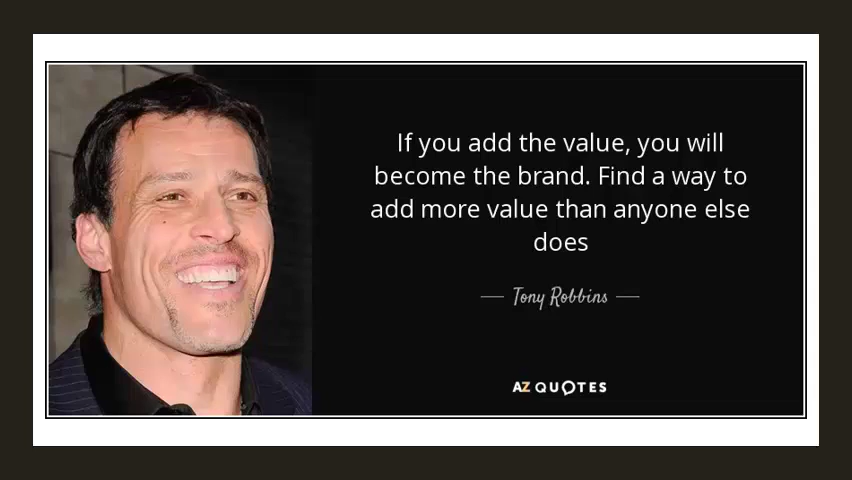 If you add the value, you will
become the brand. Find a way to
add more value than anyone else
does
Tony Robbins
AZ QUOTES